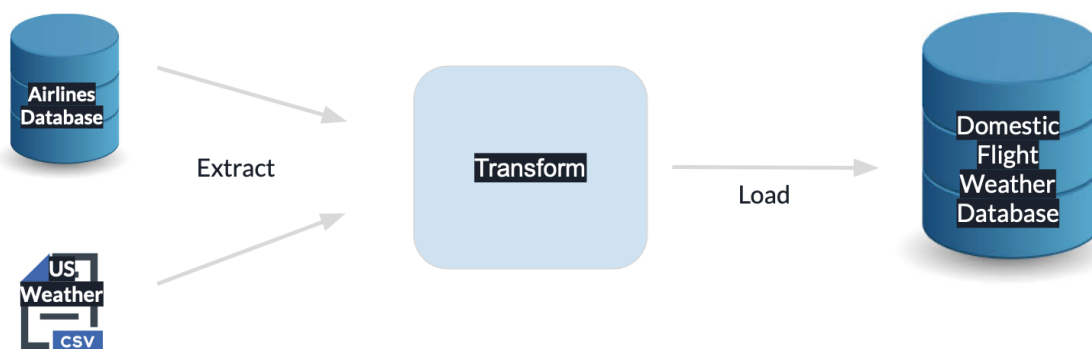 Airlines
Database
Extract
US
Weather
CSV
Transform
Load
Domestic
Flight
Weather
Database